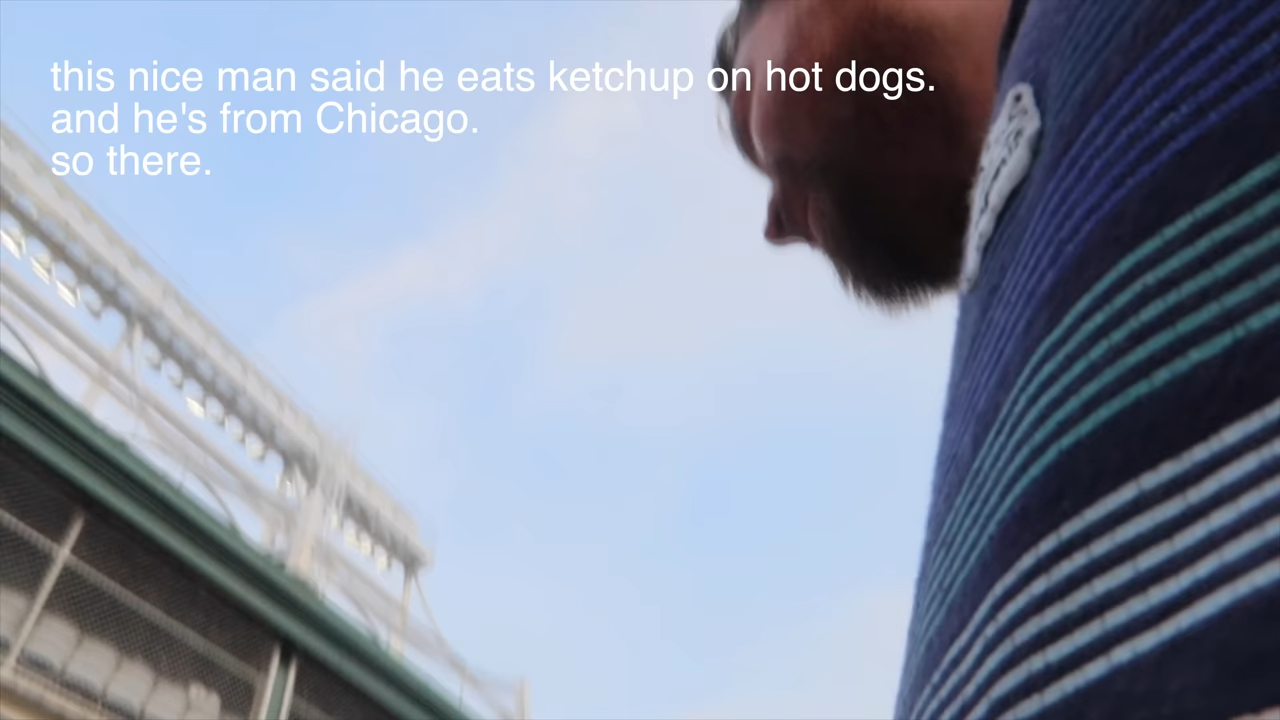 this nice man said he eats ketchup on hot dogs.
and he's from Chicago.
so there.